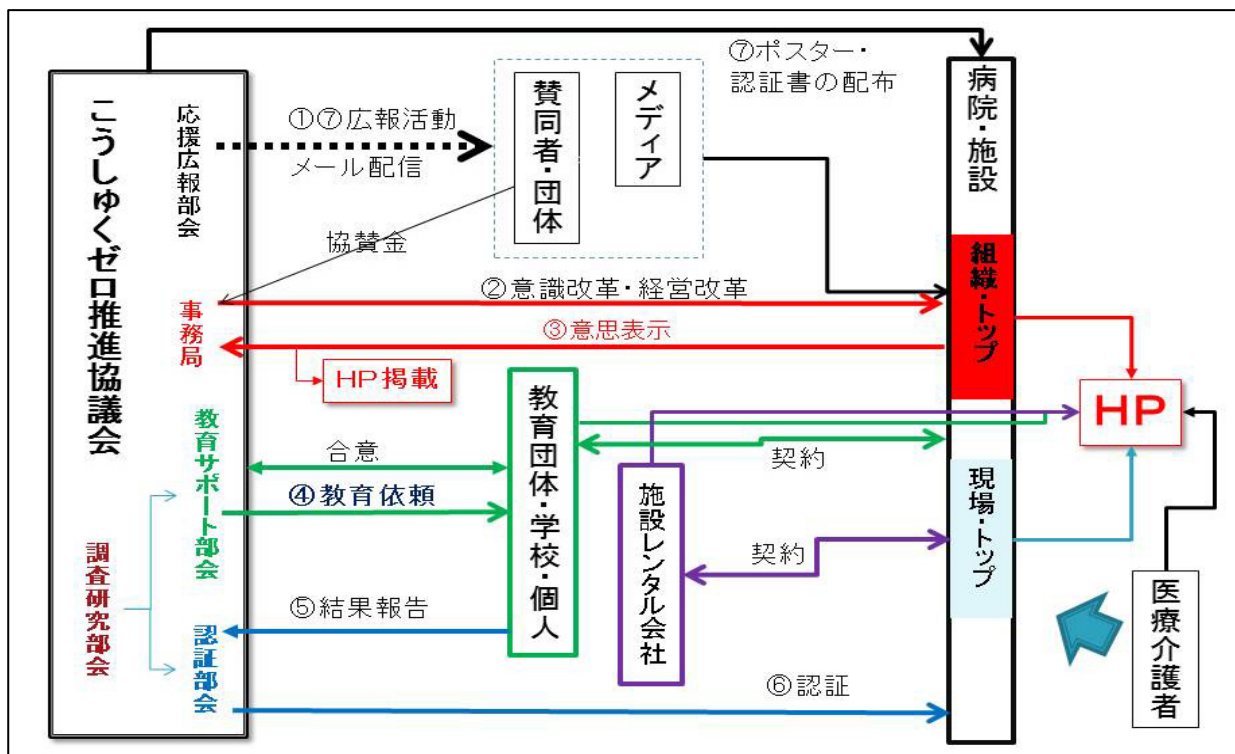 こうしゅくゼロ推進協議会
応援広報部会
事務局
教育サポート部会
調査研究部会
認証部会
①⑦広報活動
メール配信
賛同者・団体
メディア
⑦ポスター・
認証書の配布
病院・施設
協賛金
②意識改革・経営改革
③意思表示
HP掲載
組織・トップ
HP
教育団体・学校・個人
合意
④教育依頼
契約
施設レンタル会社
契約
現場・トップ
⑤結果報告
⑥認証
医療介護者